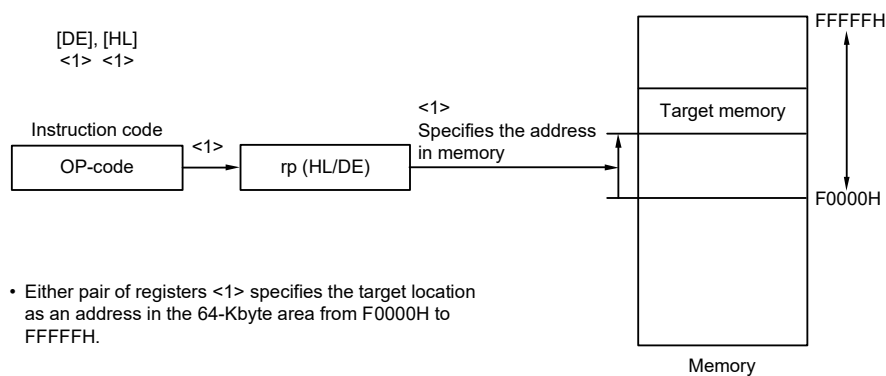 [DE], [HL]
<1> <1>
Instruction code
OP-code
<1>
rp (HL/DE)
<1>
Specifies the address
in memory
FFFFFH
Target memory
F0000H
Memory
• Either pair of registers <1> specifies the target location
as an address in the 64-Kbyte area from F0000H to
FFFFFH.